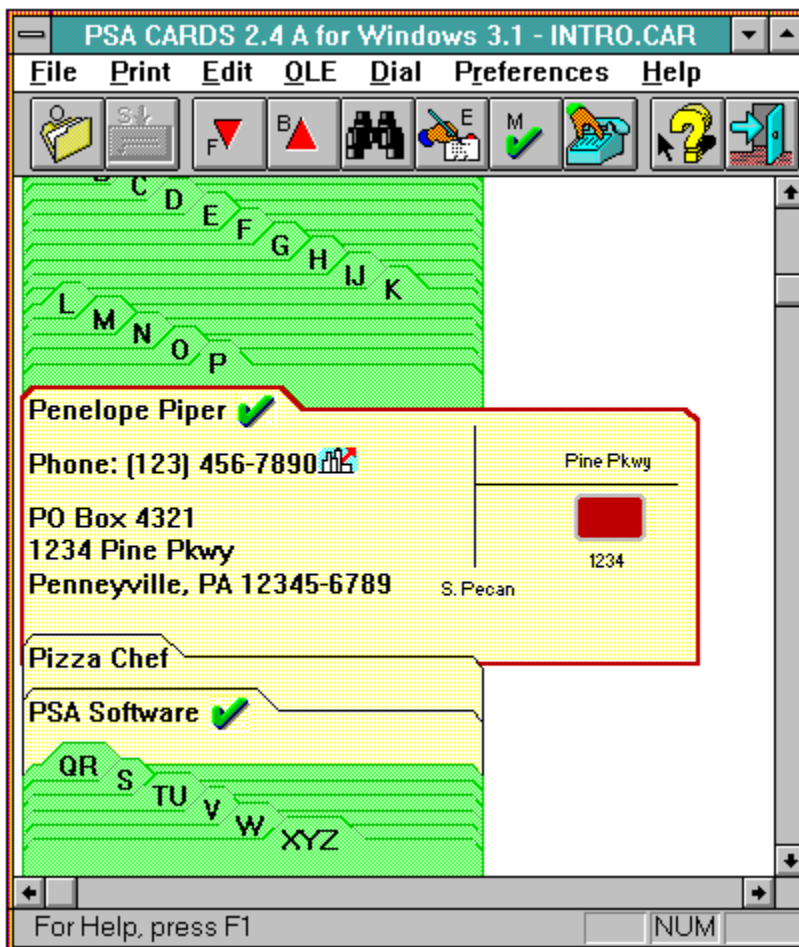 PSA CARDS 2.4 A for Windows 3.1 - INTRO.CAR
File Print Edit OLE Dial Preferences Help
O S F B E M
C
D
E
F
G
H
IJ
K
L
M
N
O
P
Penelope Piper
Phone: (123) 456-7890
Pine Pkwy
PO Box 4321
1234 Pine Pkwy
1234
Penneyville, PA 12345-6789
S. Pecan
Pizza Chef
PSA Software
QR
S
TU
V
W
XYZ
For Help, press F1
NUM